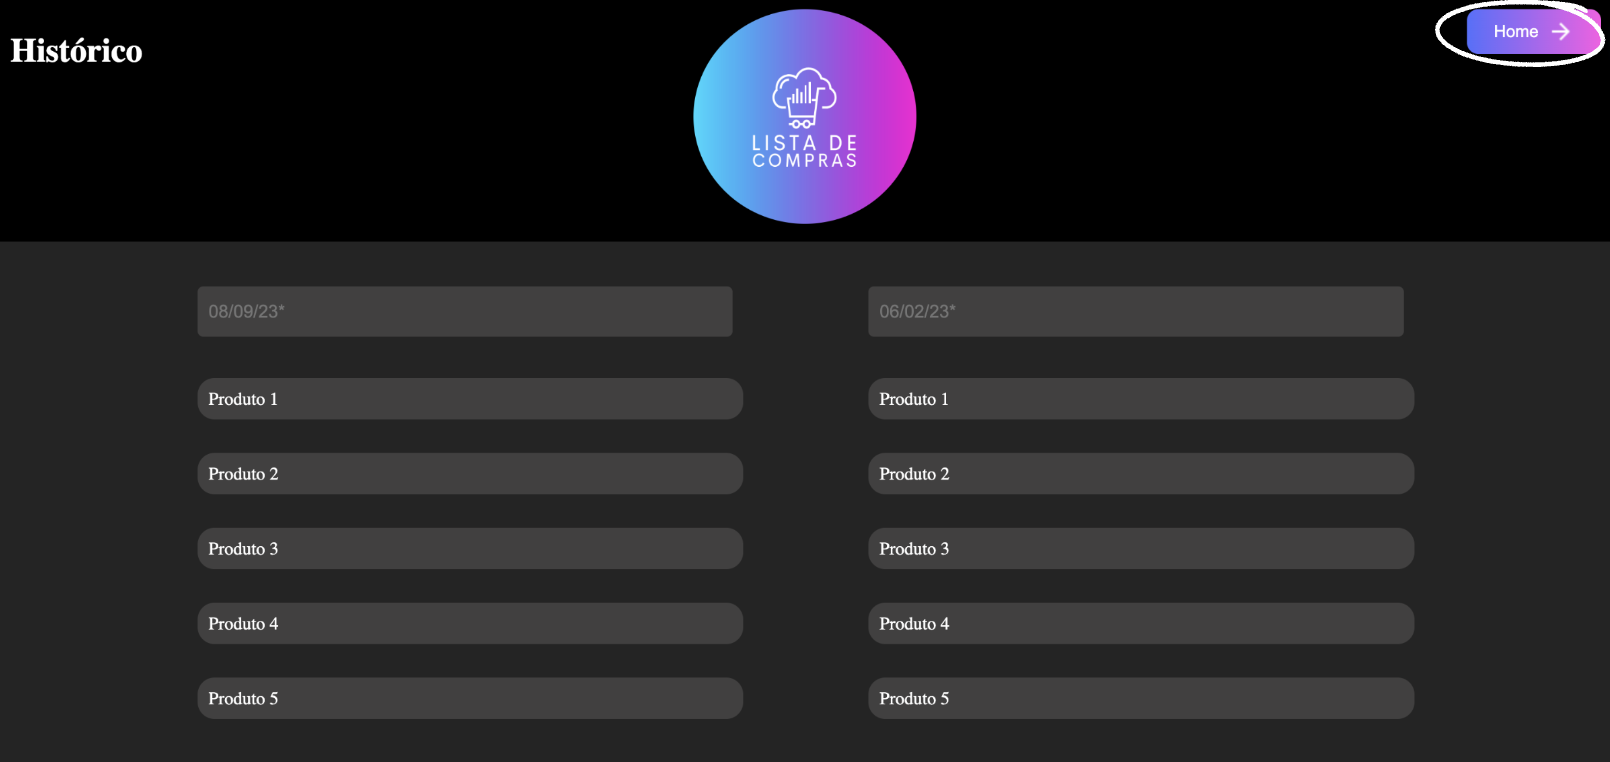 Histórico
LISTA DE
COMPRAS
Home
08/09/23*
Produto 1
Produto 2
Produto 3
Produto 4
Produto 5
06/02/23*
Produto 1
Produto 2
Produto 3
Produto 4
Produto 5